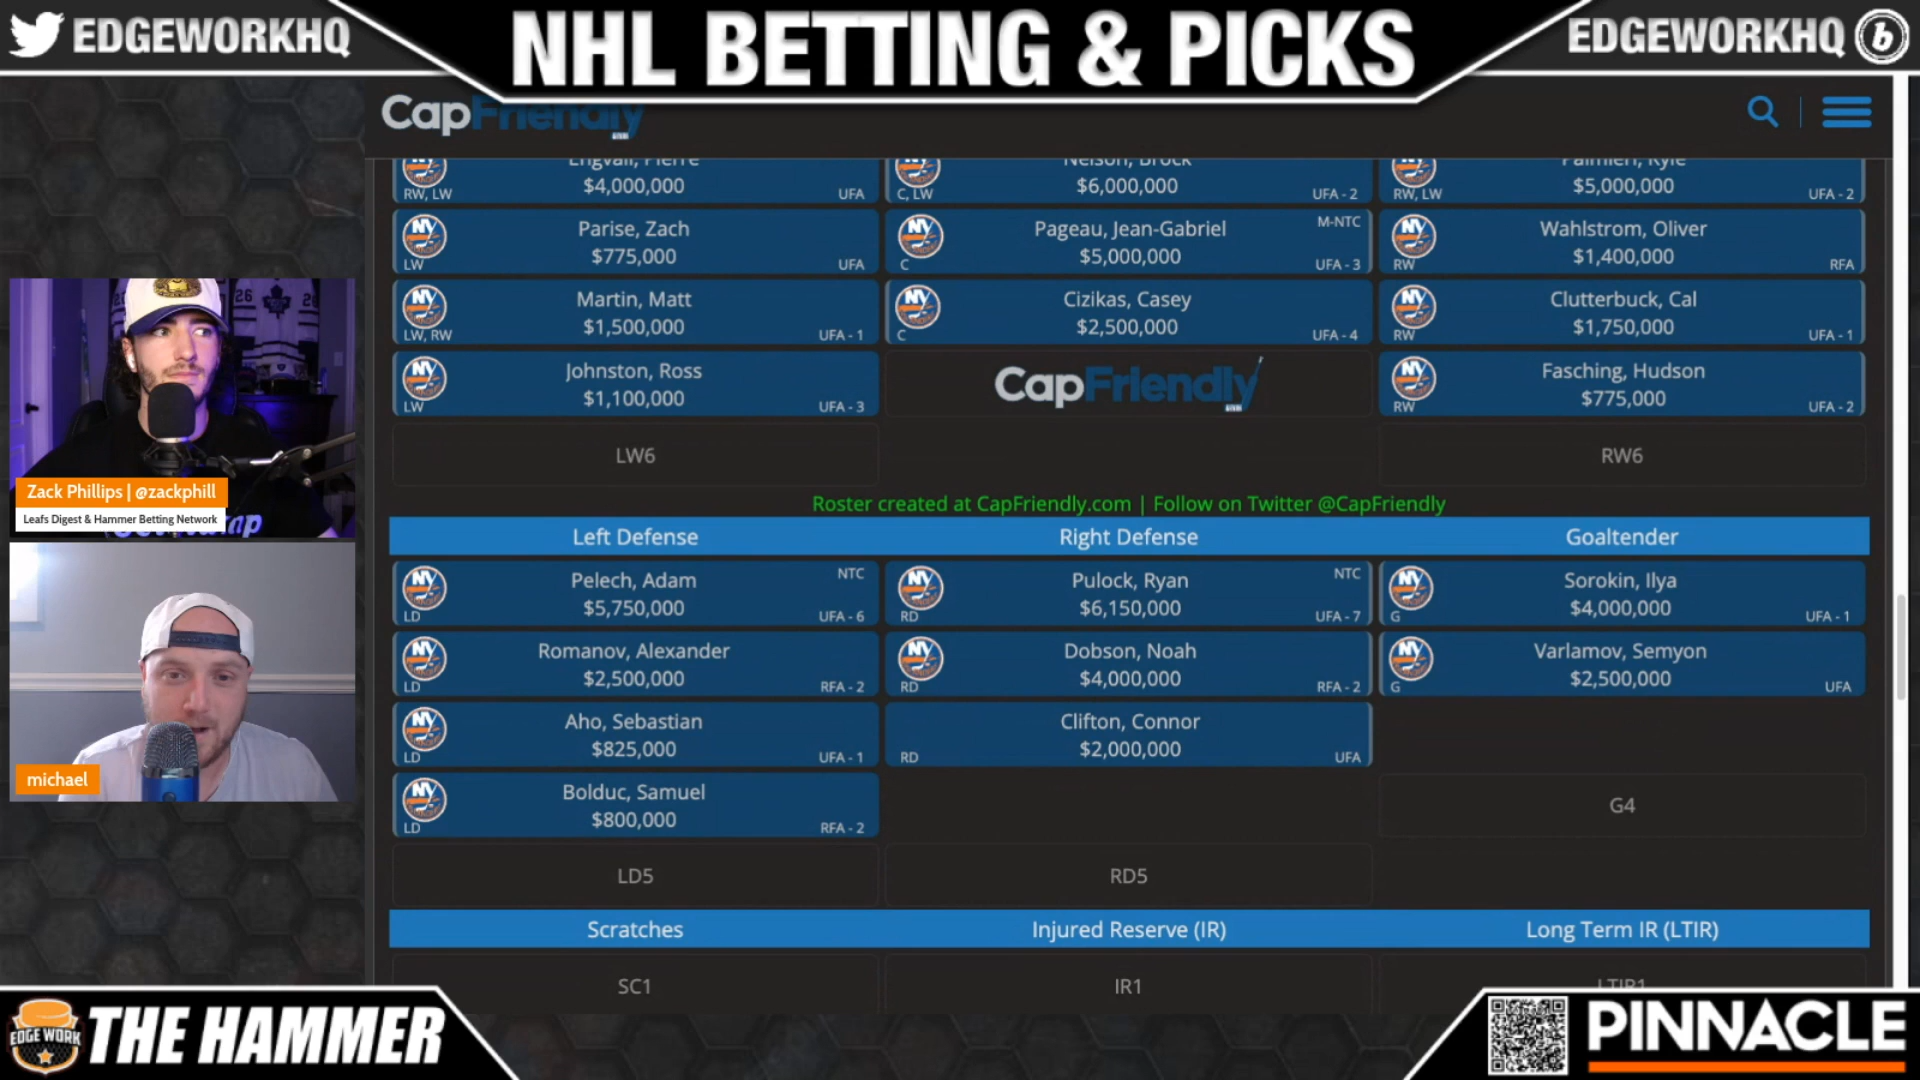 EDGEWORKHQ
NHL BETTING & PICKS
EDGEWORKHQ
b
CapFriendly
Engvall, Pierre
$4,000,000
RW, LW
UFA
Nelson, Brock
$6,000,000
C, LW
UFA - 2
Palmieri, Kyle
$5,000,000
RW, LW
UFA - 2
Parise, Zach
$775,000
LW
UFA
Pageau, Jean-Gabriel
M-NTC
$5,000,000
C
UFA - 3
Wahlstrom, Oliver
$1,400,000
RW
RFA
Martin, Matt
$1,500,000
LW, RW
UFA - 1
Cizikas, Casey
$2,500,000
C
UFA - 4
Clutterbuck, Cal
$1,750,000
RW
UFA - 1
Johnston, Ross
$1,100,000
LW
UFA - 3
CapFriendly
Fasching, Hudson
$775,000
RW
UFA - 2
LW6
RW6
Roster created at CapFriendly.com | Follow on Twitter @CapFriendly
Left Defense
Right Defense
Goaltender
Pelech, Adam
NTC
$5,750,000
LD
UFA - 6
Pulock, Ryan
NTC
$6,150,000
RD
UFA - 7
Sorokin, Ilya
$4,000,000
G
UFA - 1
Romanov, Alexander
$2,500,000
LD
RFA - 2
Dobson, Noah
$4,000,000
RD
RFA - 2
Varlamov, Semyon
$2,500,000
G
UFA
Aho, Sebastian
$825,000
LD
UFA - 1
Clifton, Connor
$2,000,000
RD
UFA
Bolduc, Samuel
$800,000
LD
RFA - 2
G4
LD5
RD5
Scratches
Injured Reserve (IR)
Long Term IR (LTIR)
SC1
IR1
LTIR1
26
Zack Phillips | @zackphill
Leafs Digest & Hammer Betting Network
michael
EDGE WORK
THE HAMMER
PINNACLE